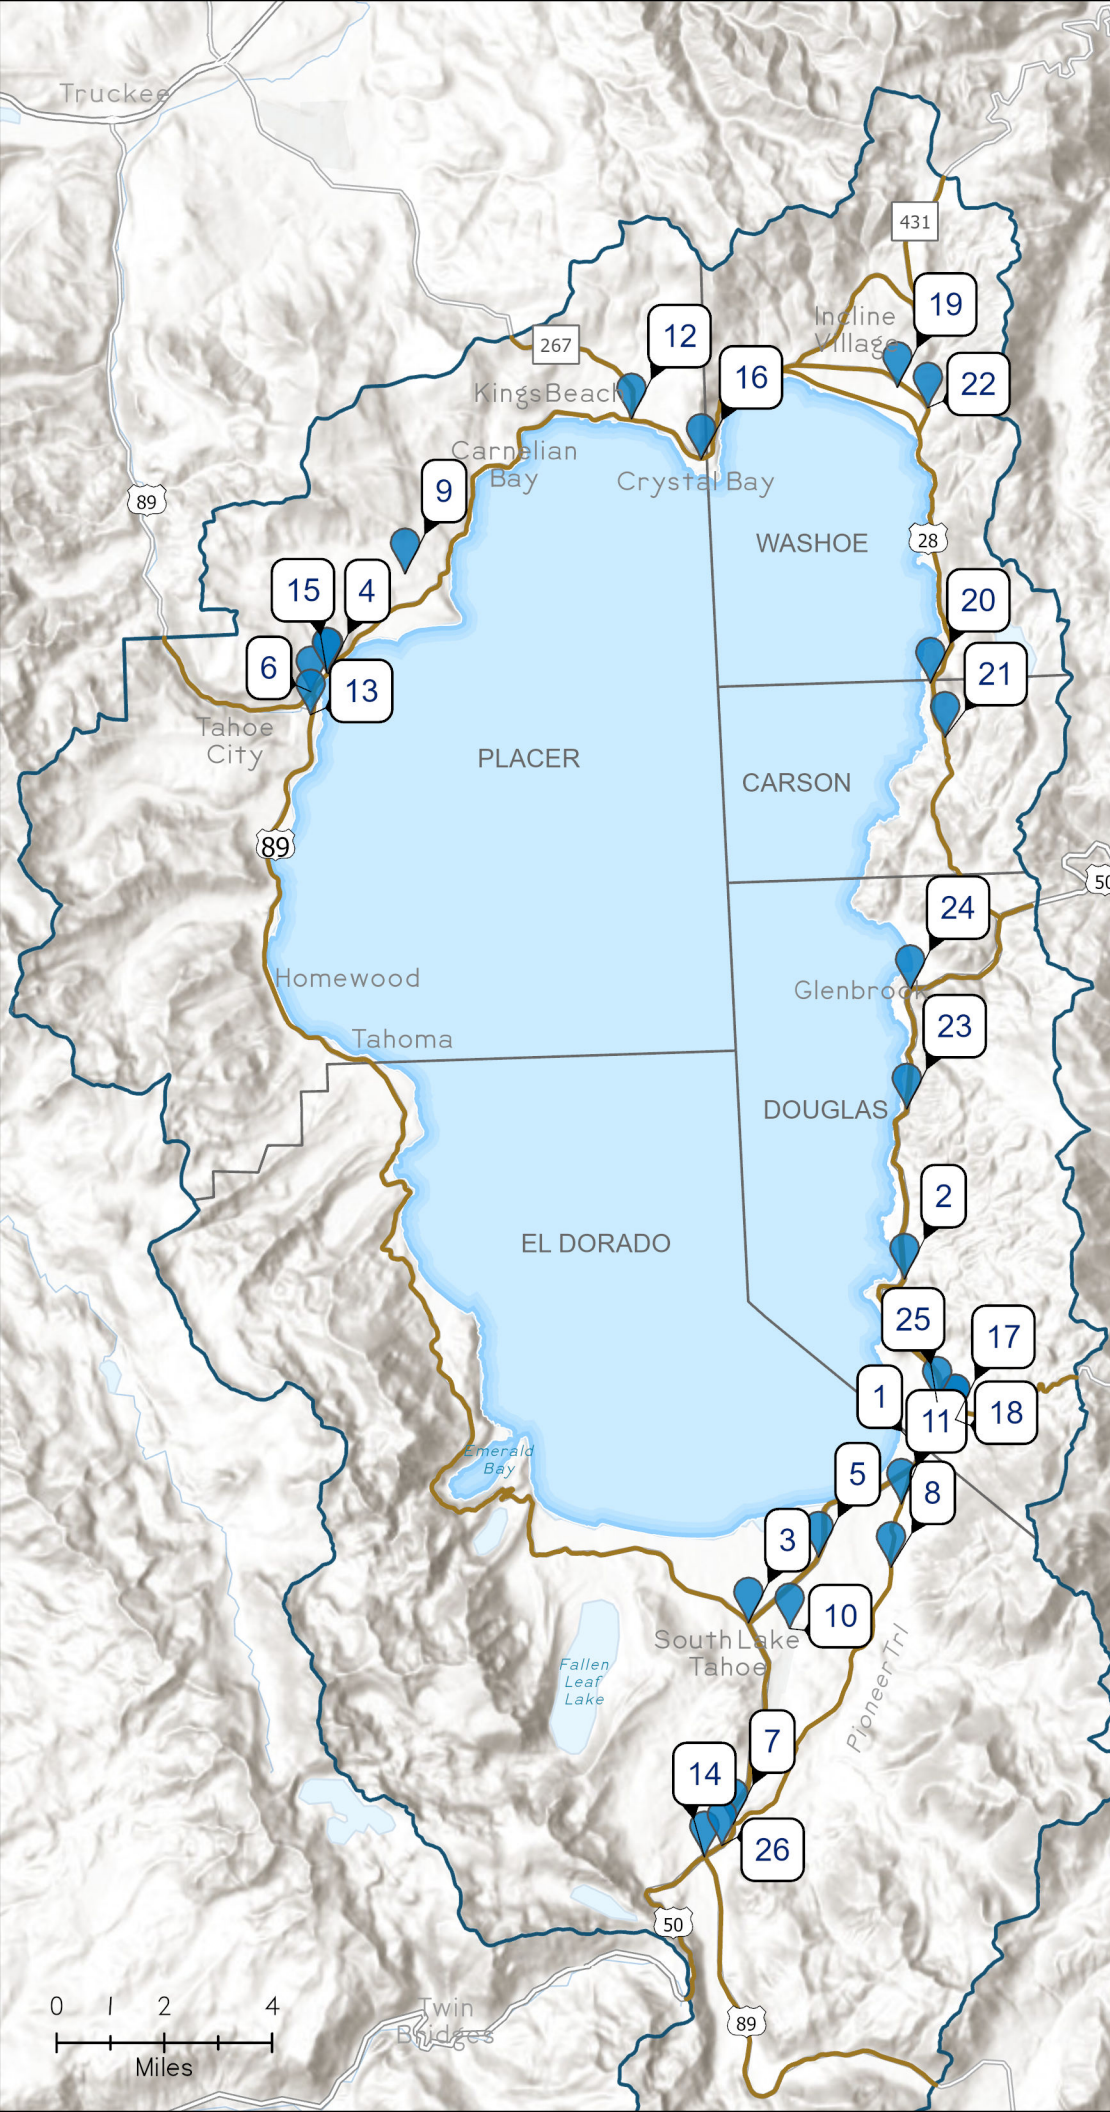 Truckee
431
19
Incline
Village
12
267
16
22
KingsBeach
Carnelian
Bay
9
Crystal Bay
89
28
WASHOE
15
4
20
6
13
21
Tahoe
City
PLACER
CARSON
89
50
24
Homewood
Glenbrook
23
Tahoma
DOUGLAS
2
EL DORADO
25
17
1
11
18
Emerald
Bay
5
8
3
10
South Lake
Tahoe
Fallen
Leaf
Lake
Pioneer Trl
7
14
26
50
0 1 2 4
Miles
Twin
Bridges
89